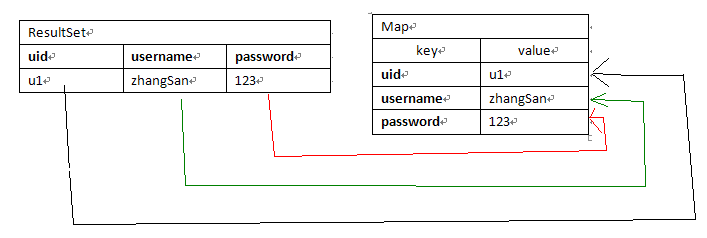 ResultSet
uid username password
u1 zhangSan 123
Map
key value
uid u1
username zhangSan
password 123